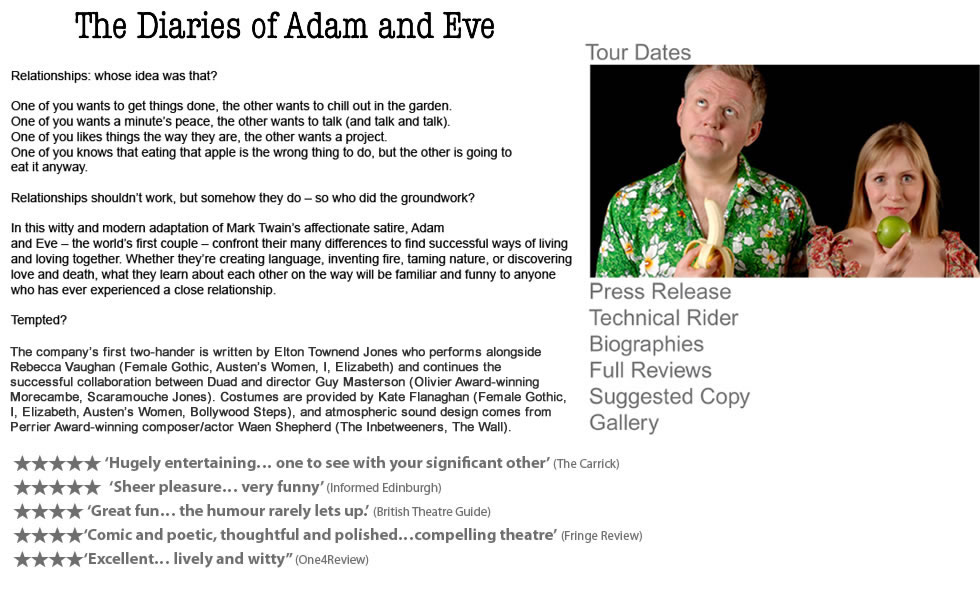 The Diaries of Adam and Eve
Relationships: whose idea was that?
One of you wants to get things done, the other wants to chill out in the garden.
One of you wants a minute's peace, the other wants to talk (and talk and talk).
One of you likes things the way they are, the other wants a project.
One of you knows that eating that apple is the wrong thing to do, but the other is going to
eat it anyway.
Relationships shouldn't work, but somehow they do – so who did the groundwork?
In this witty and modern adaptation of Mark Twain's affectionate satire, Adam
and Eve – the world's first couple – confront their many differences to find successful ways of living
and loving together. Whether they're creating language, inventing fire, taming nature, or discovering
love and death, what they learn about each other on the way will be familiar and funny to anyone
who has ever experienced a close relationship.
Tempted?
The company's first two-hander is written by Elton Townend Jones who performs alongside
Rebecca Vaughan (Female Gothic, Austen's Women, I, Elizabeth) and continues the
successful collaboration between Duad and director Guy Masterson (Olivier Award-winning
Morecambe, Scaramouche Jones). Costumes are provided by Kate Flanaghan (Female Gothic,
I, Elizabeth, Austen's Women, Bollywood Steps), and atmospheric sound design comes from
Perrier Award-winning composer/actor Waen Shepherd (The Inbetweeners, The Wall).
★★★★★ ‘Hugely entertaining… one to see with your significant other’ (The Carrick)
★★★★★ ‘Sheer pleasure… very funny’ (Informed Edinburgh)
★★★★ ‘Great fun… the humour rarely lets up.’ (British Theatre Guide)
★★★★‘Comic and poetic, thoughtful and polished…compelling theatre’ (Fringe Review)
★★★★‘Excellent… lively and witty” (One4Review)
Tour Dates
Press Release
Technical Rider
Biographies
Full Reviews
Suggested Copy
Gallery